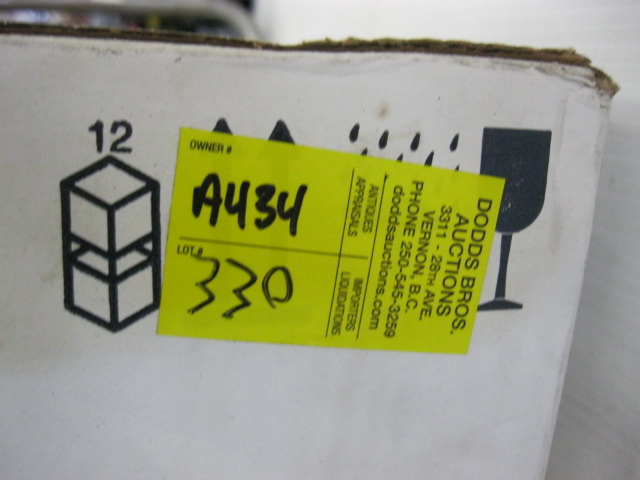 12
OWNER #
A434
LOT #
330
ANTIQUES
APPRAISALS
IMPORTERS
LIQUIDATIONS
DODDS BROS.
AUCTIONS
3311 - 28TH AVE.
VERNON, B.C.
PHONE 250-545-3259
doddsauctions.com